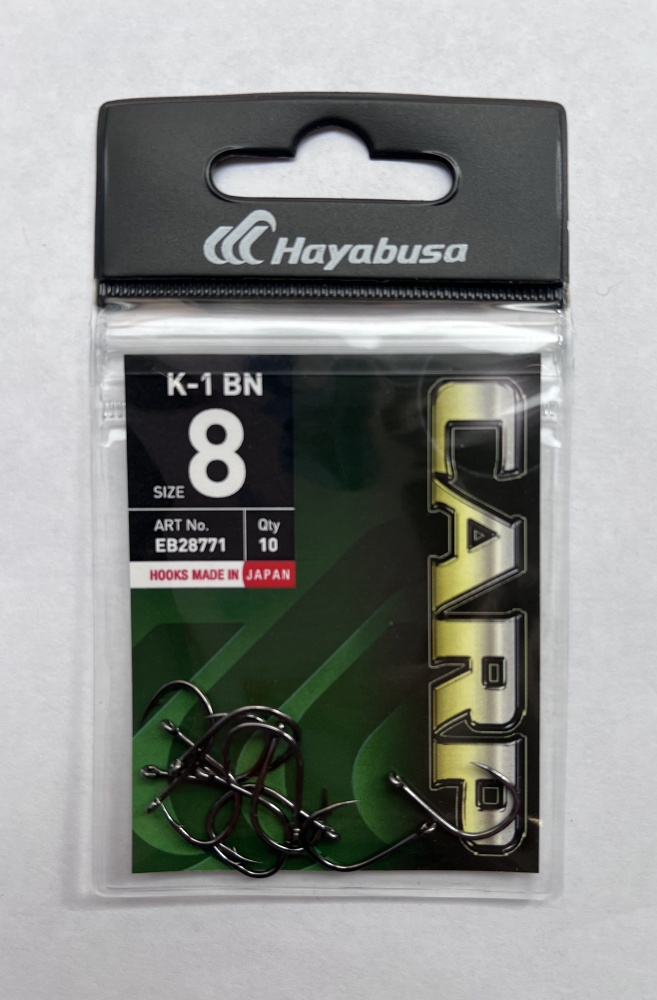 Hayabusa
K-1 BN
8
SIZE
ART No.
EB28771
Qty
10
HOOKS MADE IN JAPAN
CARP